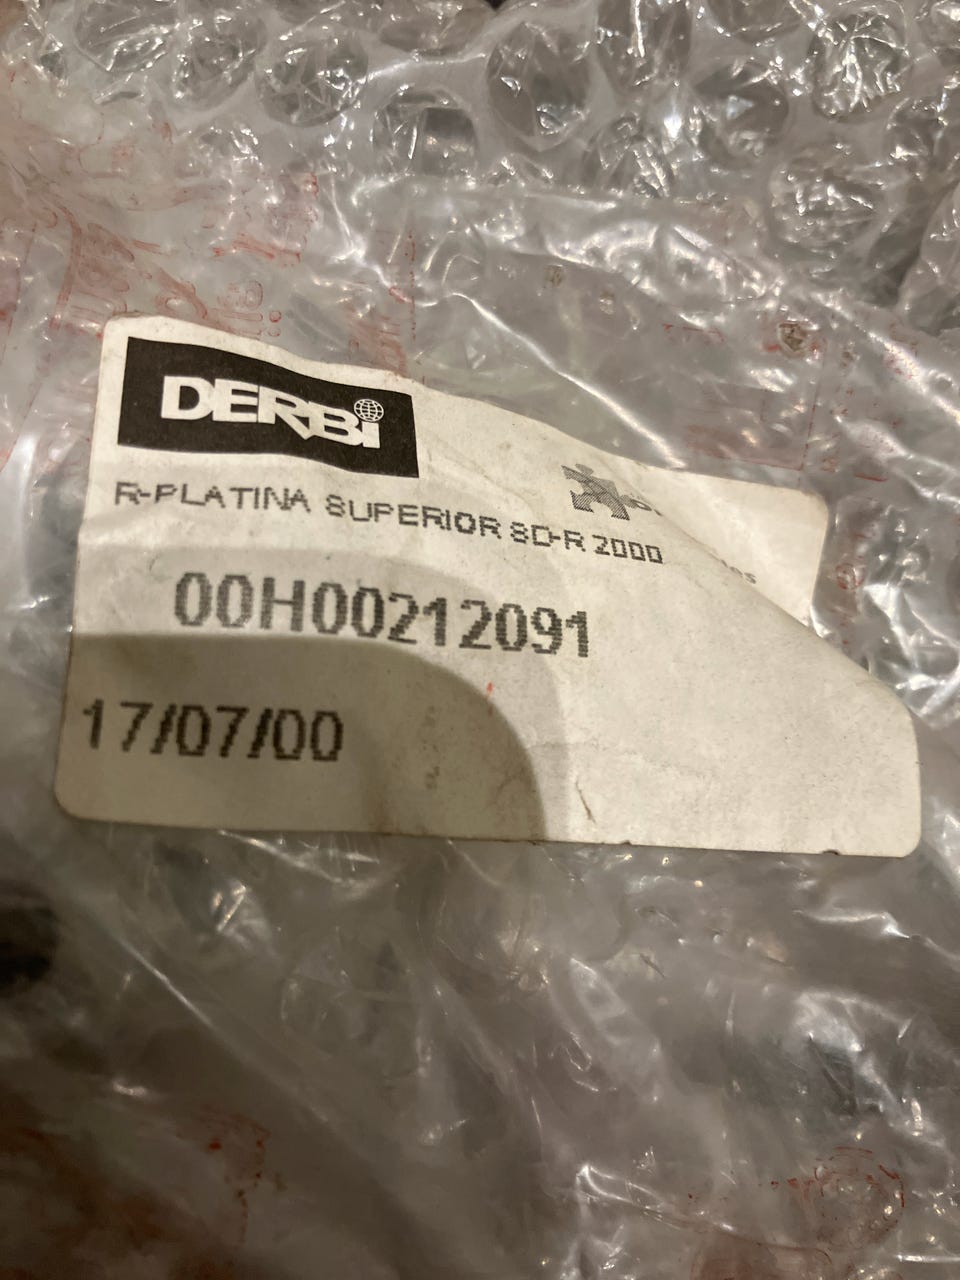 DERBi
R-PLATINA SUPERIOR SD-R 2000
00H00212091
17/07/00